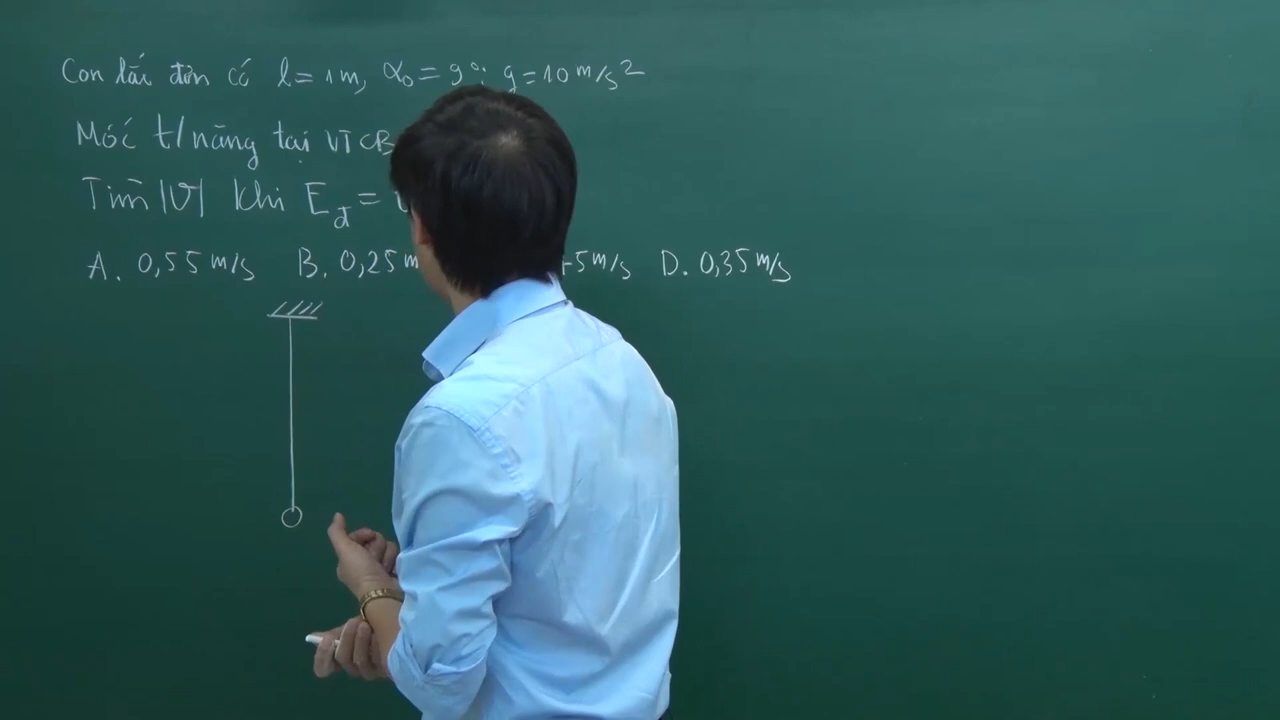 Con lắc đơn có l = 1m, α₀ = 9°; g = 10 m/s²
Mốc t/năng tại VTCB
Tìm |v| khi E_đ =
A. 0,55 m/s B. 0,25 m 5 m/s D. 0,35 m/s